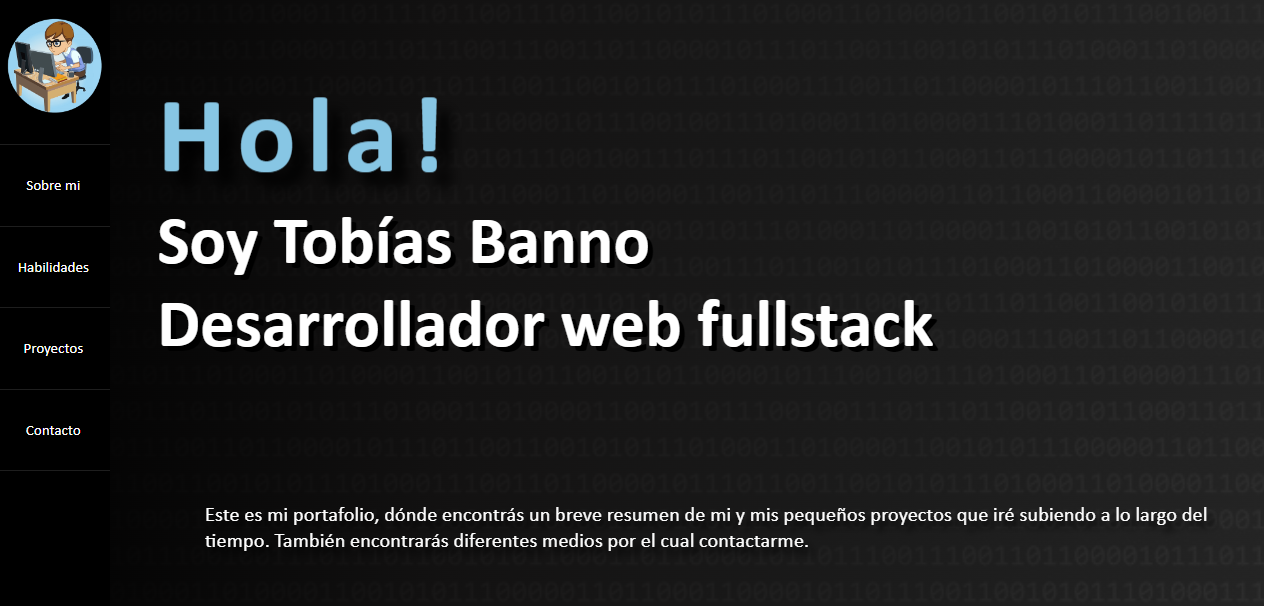 Sobre mi
Habilidades
Proyectos
Contacto
Hola!
Soy Tobías Banno
Desarrollador web fullstack
Este es mi portafolio, dónde encontrás un breve resumen de mi y mis pequeños proyectos que iré subiendo a lo largo del
tiempo. También encontrarás diferentes medios por el cual contactarme.